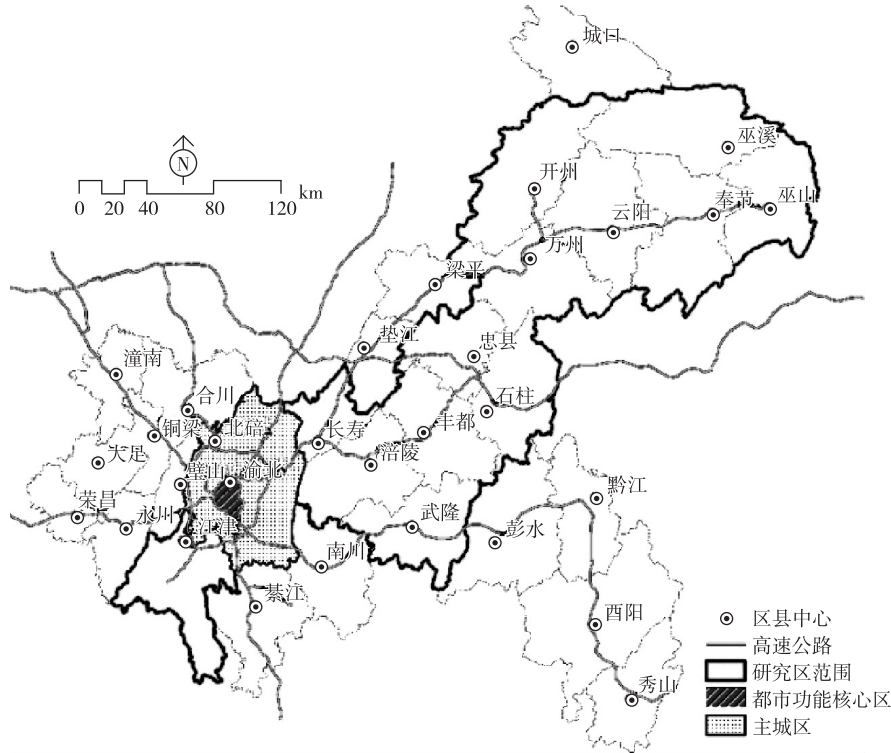 城口
巫溪
开州
奉节
巫山
云阳
N
km
0 20 40 80 120
万州
梁平
垫江
忠县
潼南
合川
石柱
铜梁
北碚
长寿
丰都
大足
涪陵
璧山
渝北
黔江
荣昌
永州
江津
武隆
彭水
南川
綦江
酉阳
秀山
区县中心
高速公路
研究区范围
都市功能核心区
主城区